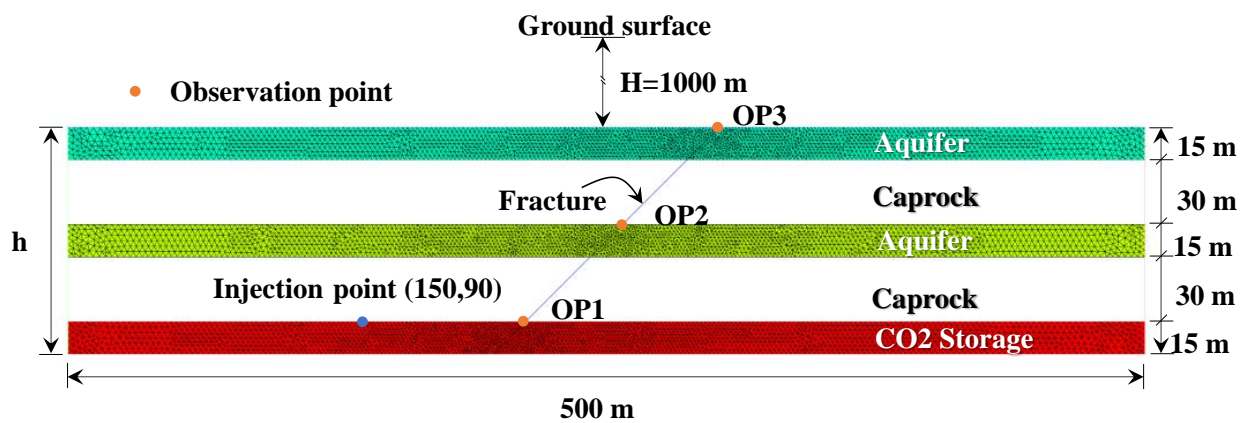 Ground surface
H=1000 m
Observation point
OP3
Aquifer
15 m
Fracture
Caprock
30 m
OP2
h
Aquifer
15 m
Injection point (150,90)
OP1
Caprock
30 m
CO2 Storage
15 m
500 m